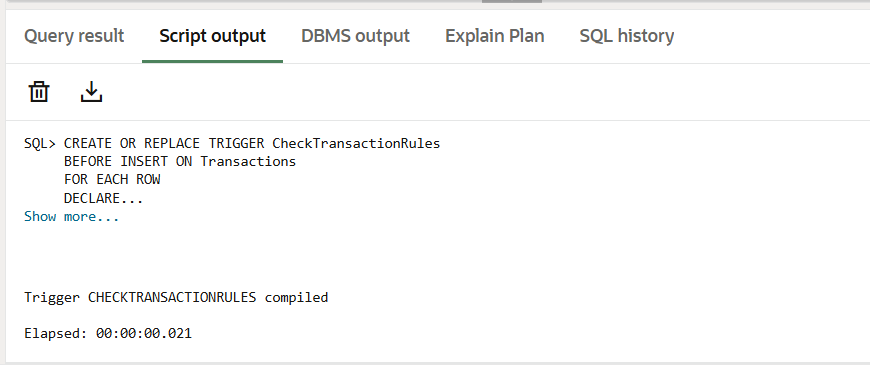 Query result Script output DBMS output Explain Plan SQL history
SQL> CREATE OR REPLACE TRIGGER CheckTransactionRules
BEFORE INSERT ON Transactions
FOR EACH ROW
DECLARE...
Show more...
Trigger CHECKTRANSACTIONRULES compiled
Elapsed: 00:00:00.021